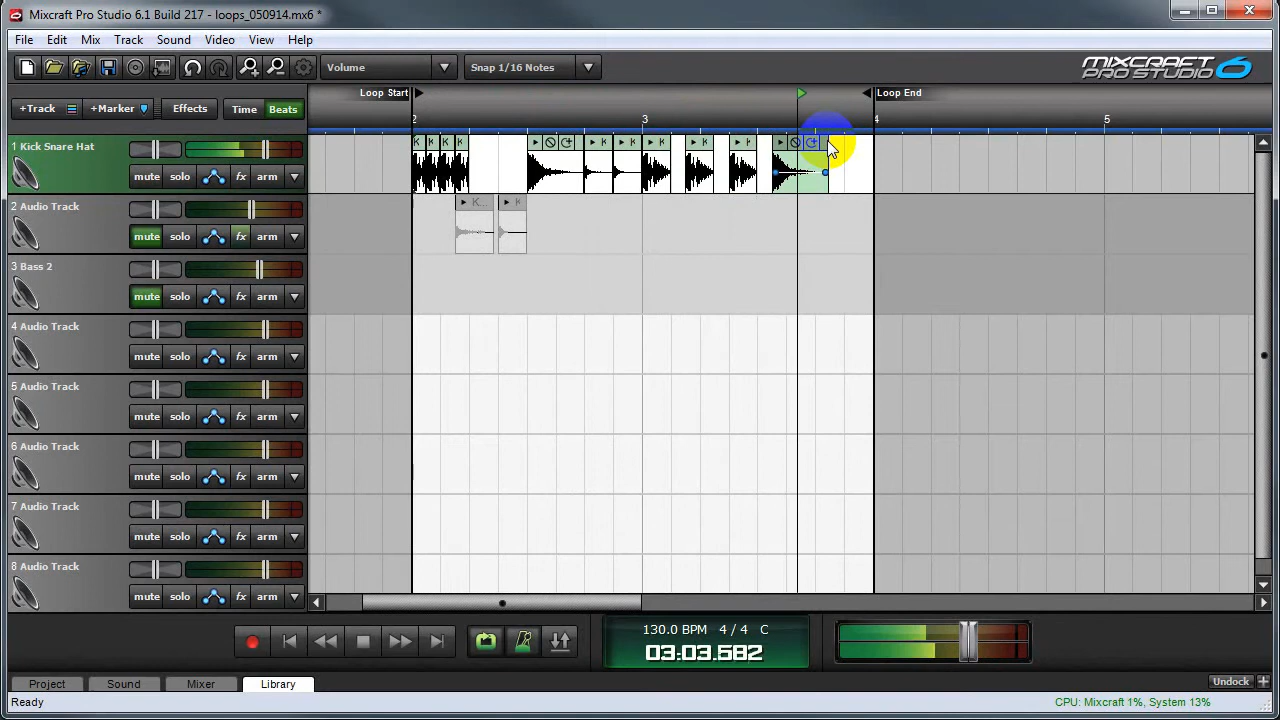 Mixcraft Pro Studio 6.1 Build 217 - loops_050914.mx6 *
File Edit Mix Track Sound Video View Help
Volume Snap 1/16 Notes MIXCRAFT PRO STUDIO 6
+Track +Marker Effects Time Beats Loop Start Loop End
2 3 4 5
1 Kick Snare Hat K K K K K K K K K
mute solo fx arm
2 Audio Track K... K
mute solo fx arm
3 Bass 2
mute solo fx arm
4 Audio Track
mute solo fx arm
5 Audio Track
mute solo fx arm
6 Audio Track
mute solo fx arm
7 Audio Track
mute solo fx arm
8 Audio Track
mute solo fx arm
130.0 BPM 4 / 4 C
03:03.582
Project Sound Mixer Library Undock
Ready CPU: Mixcraft 1%, System 13%